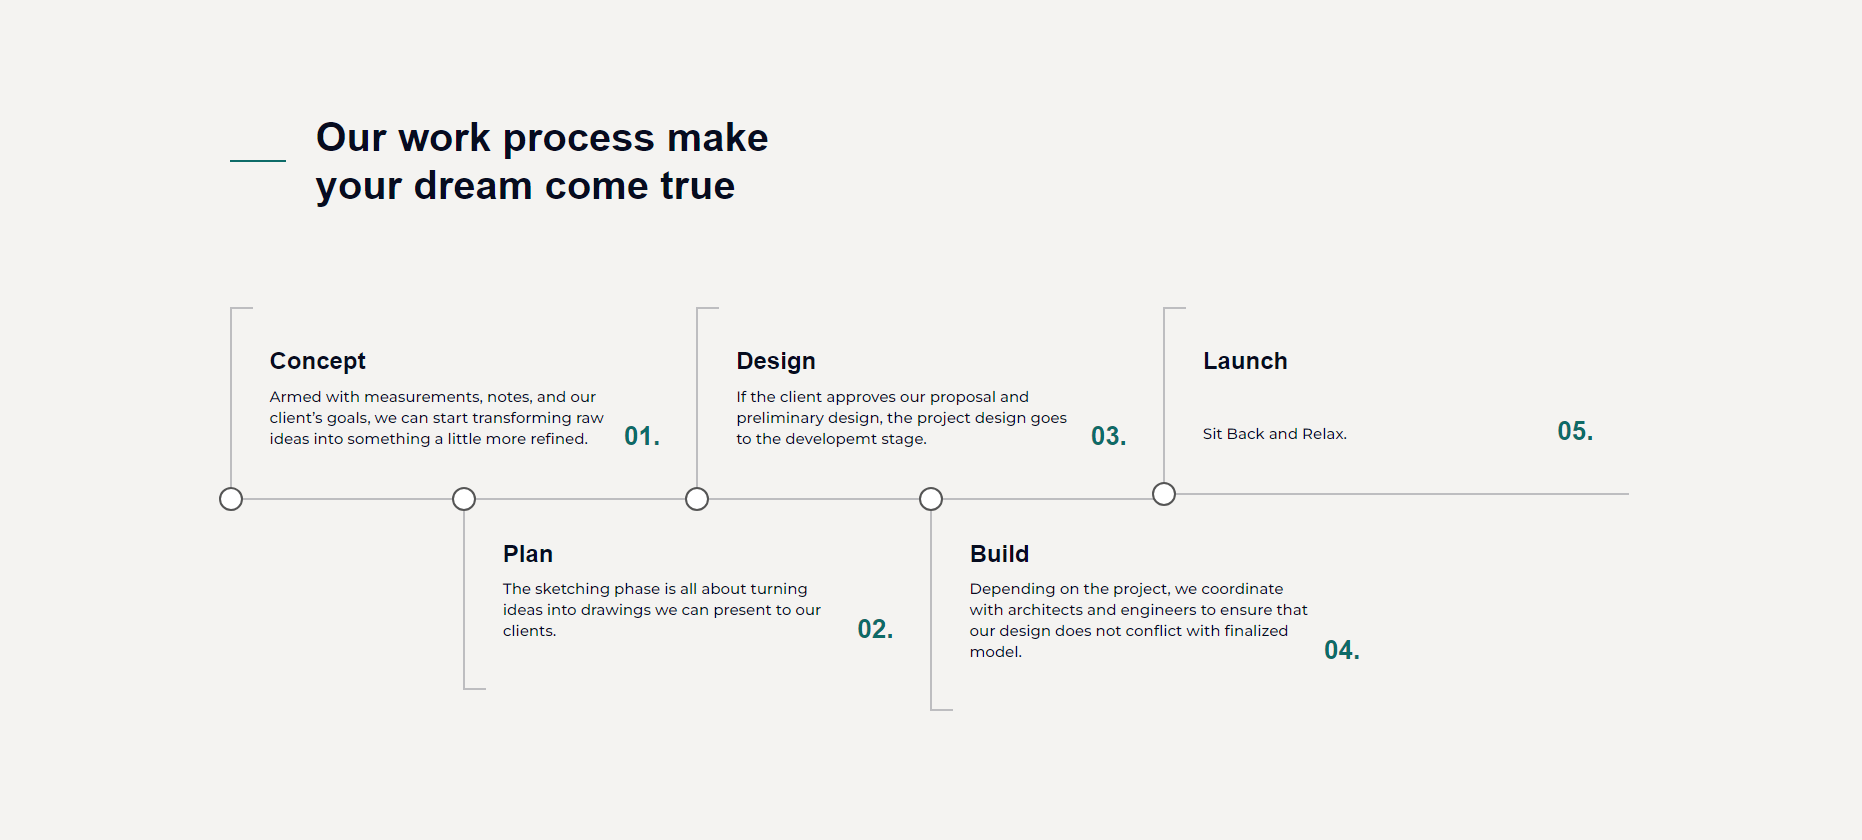 Our work process make
your dream come true
Concept
Armed with measurements, notes, and our
client’s goals, we can start transforming raw
ideas into something a little more refined.
01.
Plan
The sketching phase is all about turning
ideas into drawings we can present to our
clients.
02.
Design
If the client approves our proposal and
preliminary design, the project design goes
to the developemt stage.
03.
Build
Depending on the project, we coordinate
with architects and engineers to ensure that
our design does not conflict with finalized
model.
04.
Launch
Sit Back and Relax.
05.